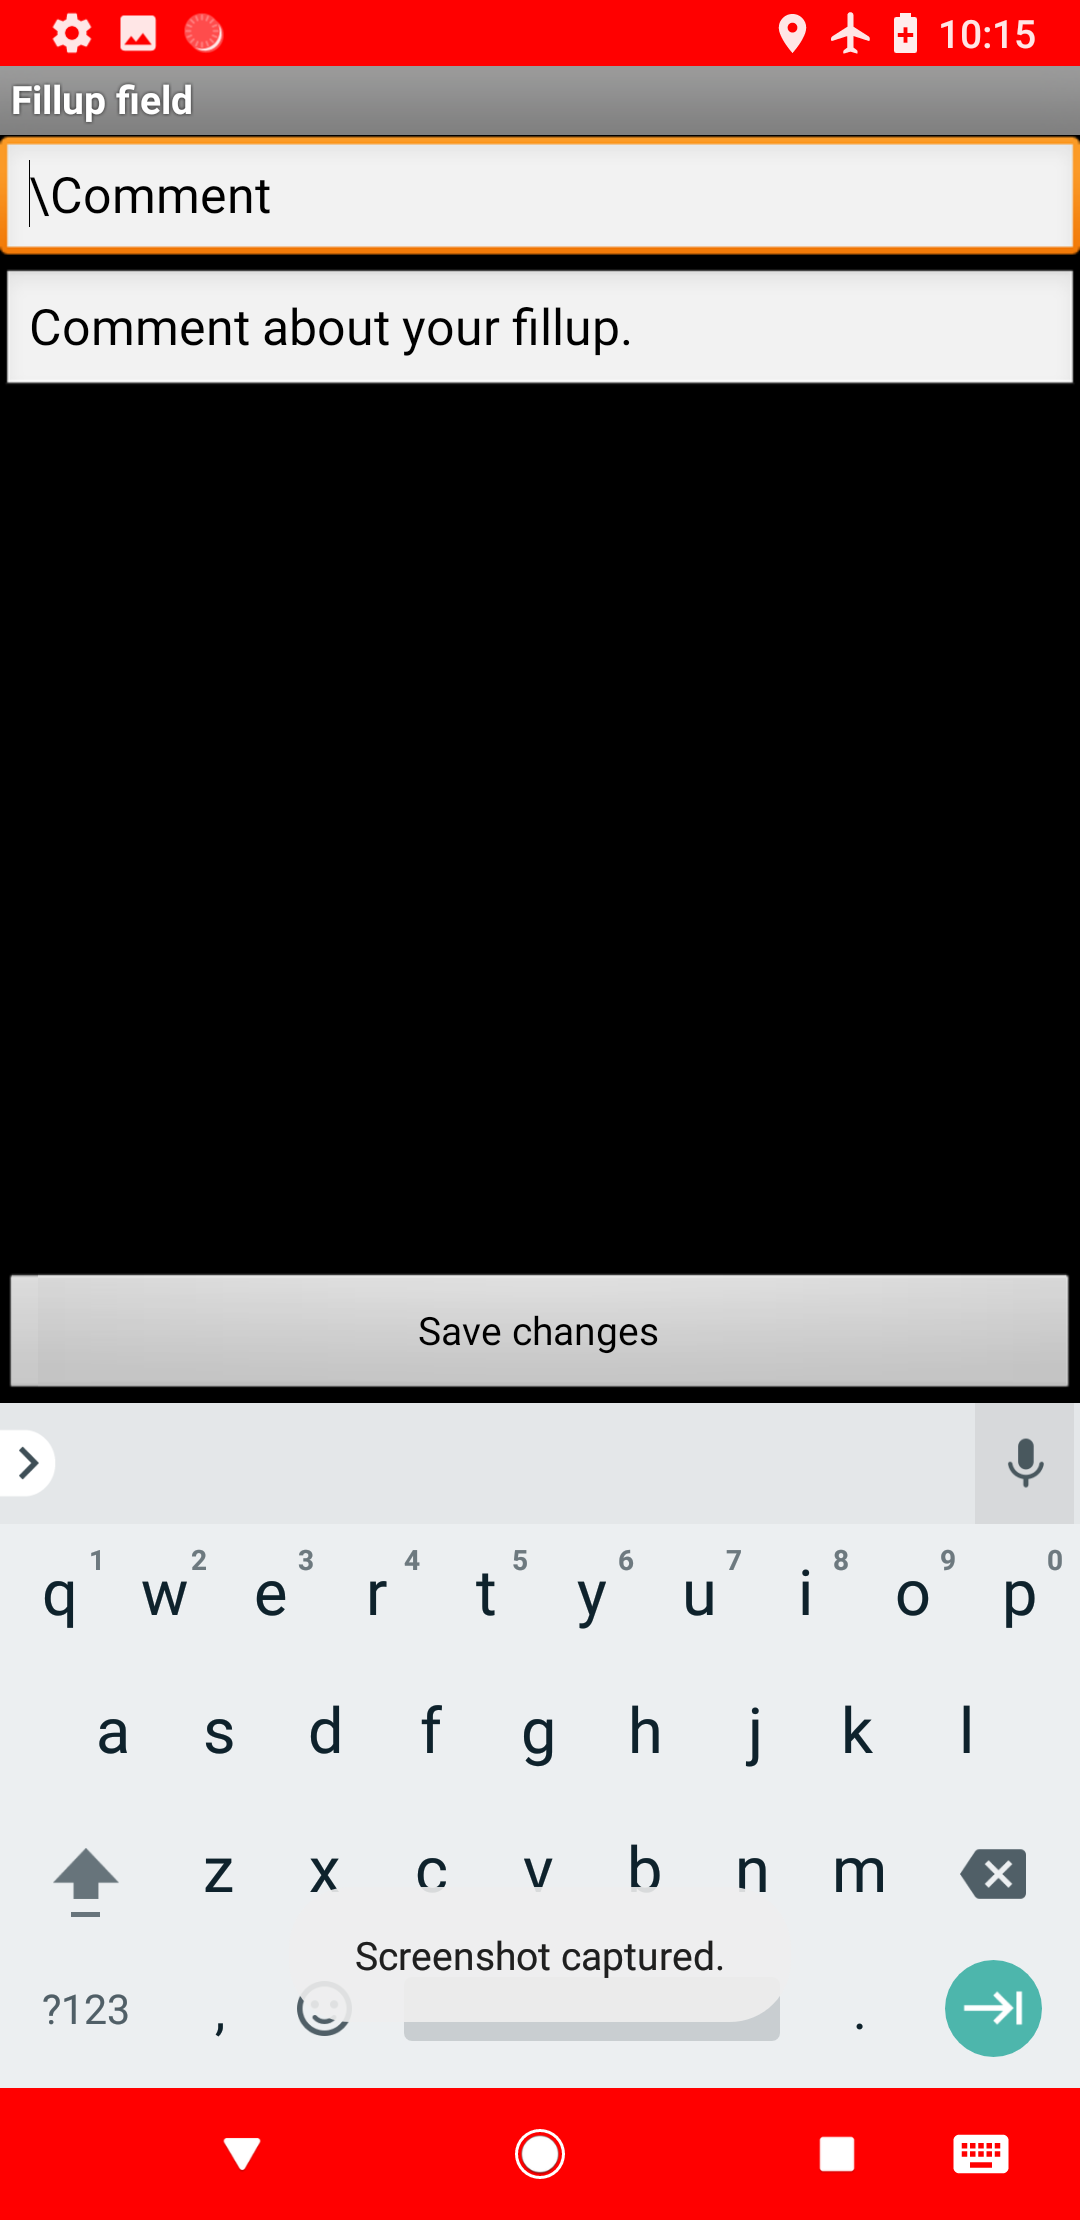 10:15
Fillup field
\Comment
Comment about your fillup.
Save changes
1 2 3 4 5 6 7 8 9 0
q w e r t y u i o p
a s d f g h j k l
z x c v b n m
Screenshot captured.
?123 , .